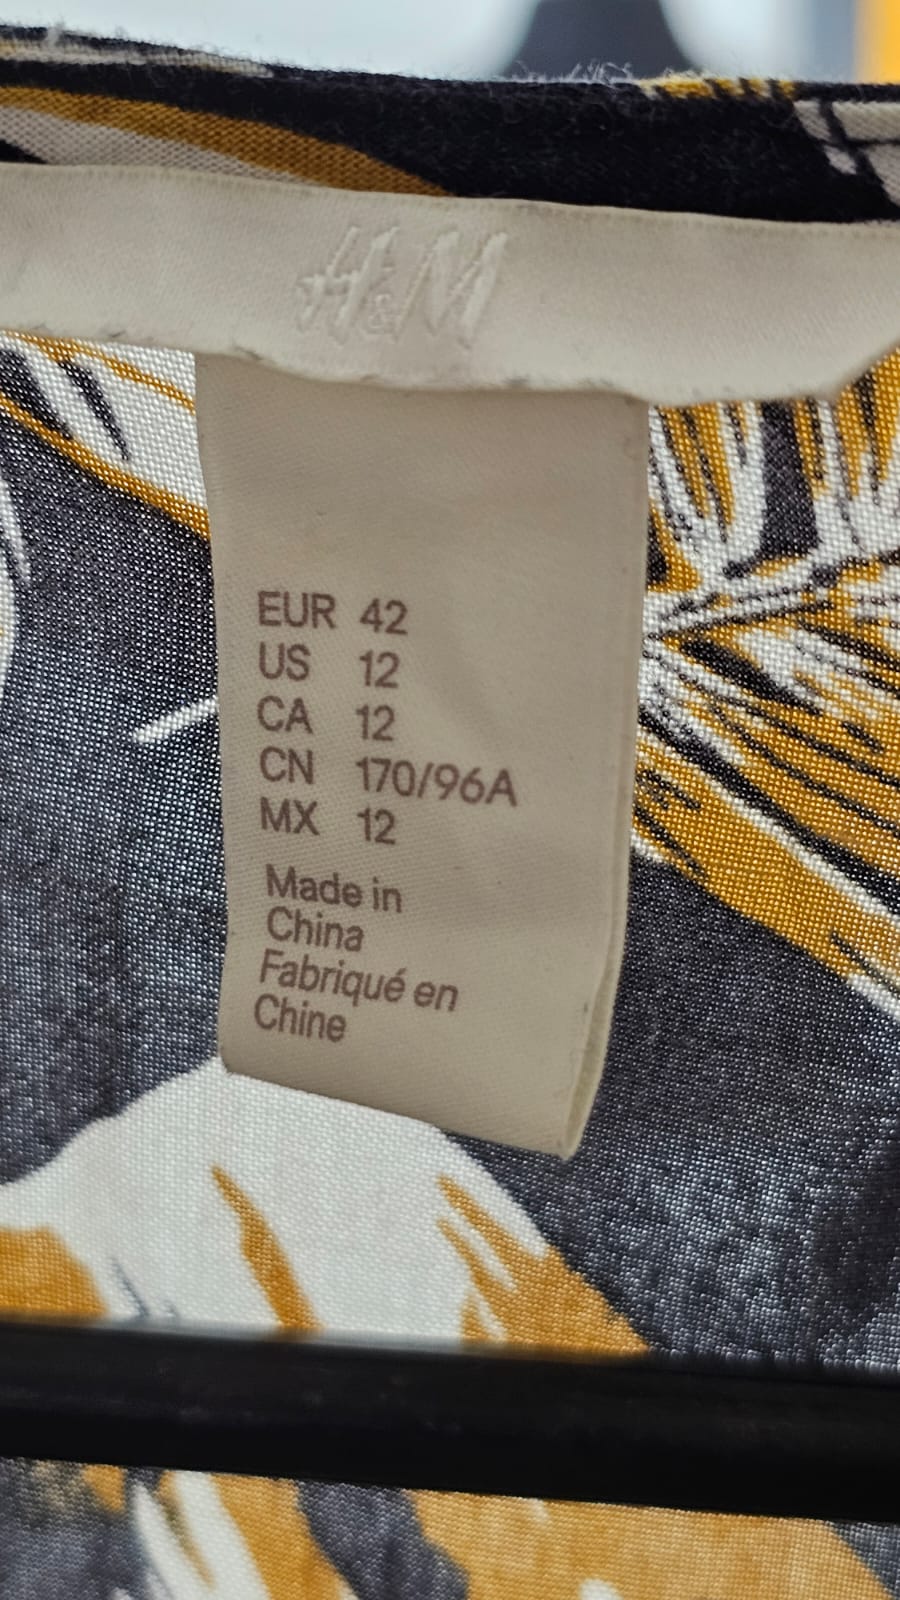 H&M
EUR 42
US 12
CA 12
CN 170/96A
MX 12
Made in
China
Fabriqué en
Chine